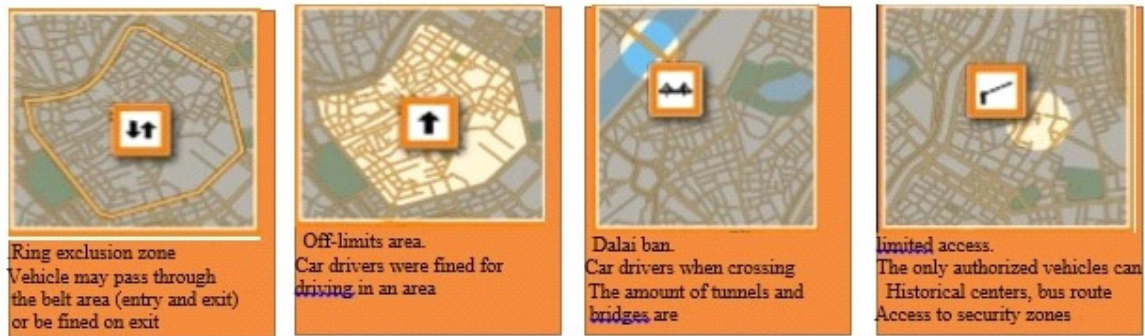 Ring exclusion zone
Vehicle may pass through
the belt area (entry and exit)
or be fined on exit
Off-limits area.
Car drivers were fined for
driving in an area
Dalai ban.
Car drivers when crossing
The amount of tunnels and
bridges are
limited access.
The only authorized vehicles can
Historical centers, bus route
Access to security zones